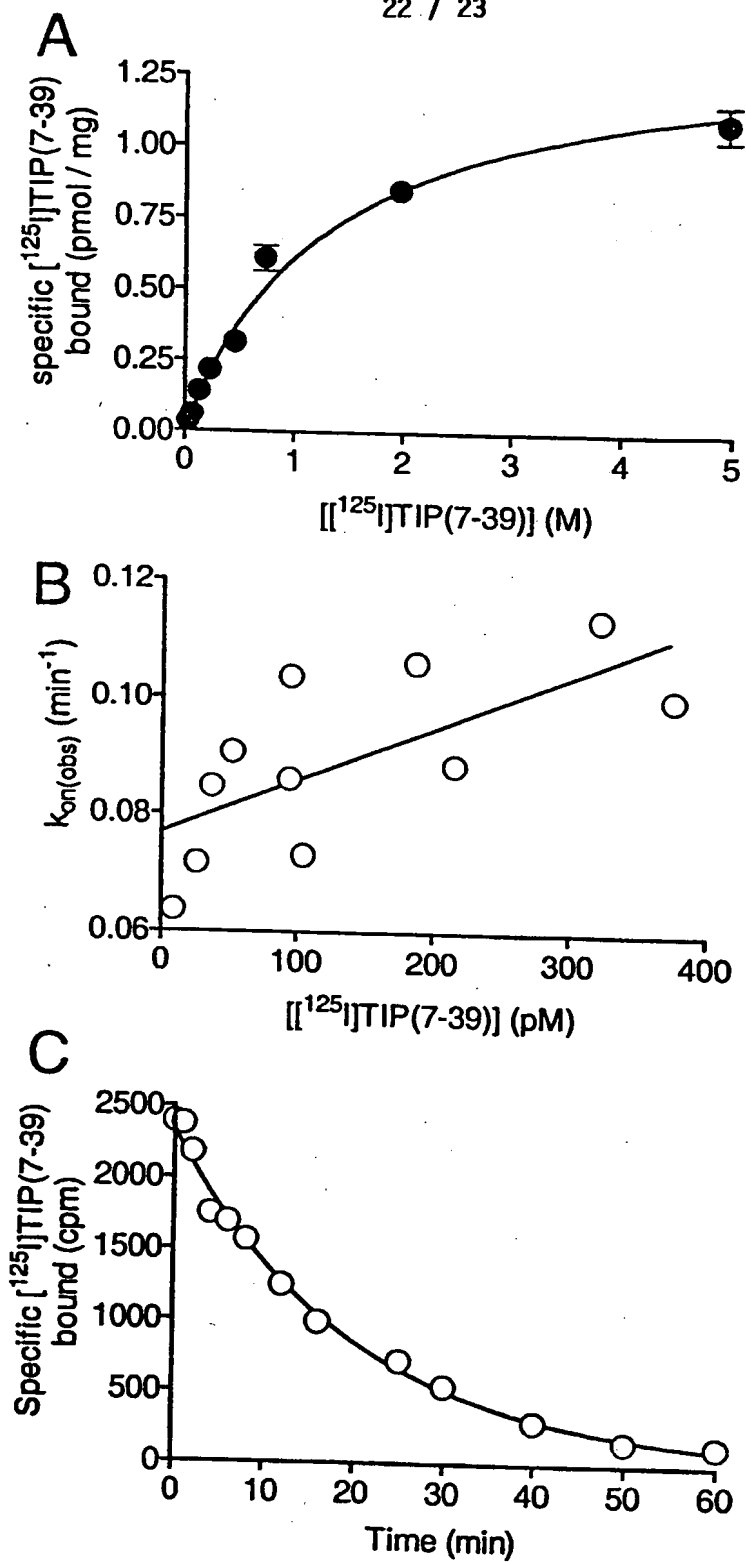 22 / 23
A
specific [¹²⁵I]TIP(7-39)
bound (pmol / mg)
1.25
1.00
0.75
0.50
0.25
0.00
0 1 2 3 4 5
[[¹²⁵I]TIP(7-39)] (M)
B
kon(obs) (min⁻¹)
0.12
0.10
0.08
0.06
0 100 200 300 400
[[¹²⁵I]TIP(7-39)] (pM)
C
Specific [¹²⁵I]TIP(7-39)
bound (cpm)
2500
2000
1500
1000
500
0
0 10 20 30 40 50 60
Time (min)